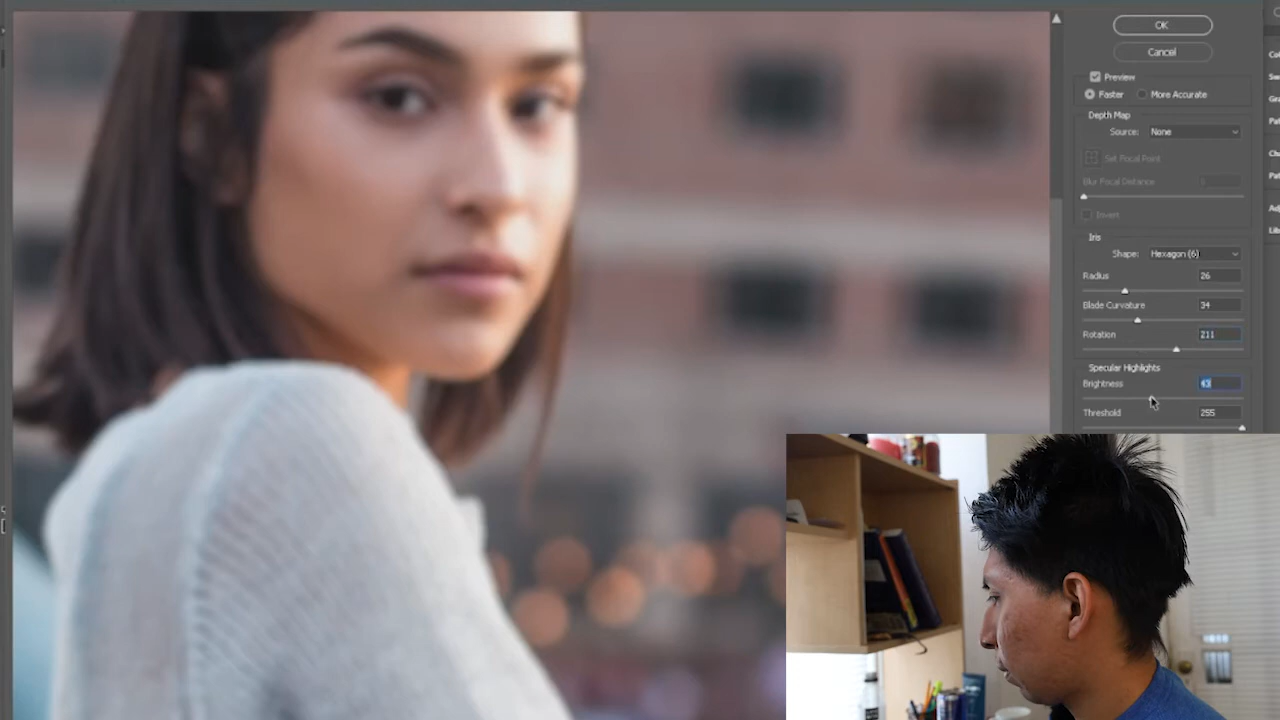 OK
Cancel
Preview
Faster More Accurate
Depth Map
Source: None
Set Focal Point
Blur Focal Distance
Invert
Iris
Shape: Hexagon (6)
Radius 26
Blade Curvature 34
Rotation 211
Specular Highlights
Brightness 43
Threshold 255